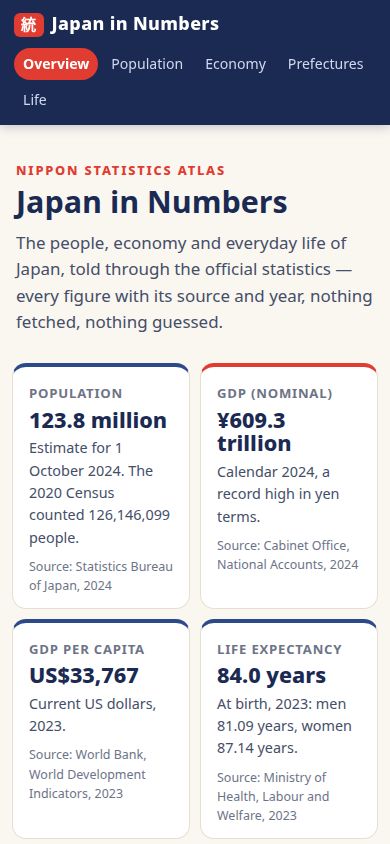 統 Japan in Numbers
Overview Population Economy Prefectures
Life
NIPPON STATISTICS ATLAS
Japan in Numbers
The people, economy and everyday life of
Japan, told through the official statistics —
every figure with its source and year, nothing
fetched, nothing guessed.
POPULATION
123.8 million
Estimate for 1
October 2024. The
2020 Census
counted 126,146,099
people.
Source: Statistics Bureau
of Japan, 2024
GDP (NOMINAL)
¥609.3
trillion
Calendar 2024, a
record high in yen
terms.
Source: Cabinet Office,
National Accounts, 2024
GDP PER CAPITA
US$33,767
Current US dollars,
2023.
Source: World Bank,
World Development
Indicators, 2023
LIFE EXPECTANCY
84.0 years
At birth, 2023: men
81.09 years, women
87.14 years.
Source: Ministry of
Health, Labour and
Welfare, 2023